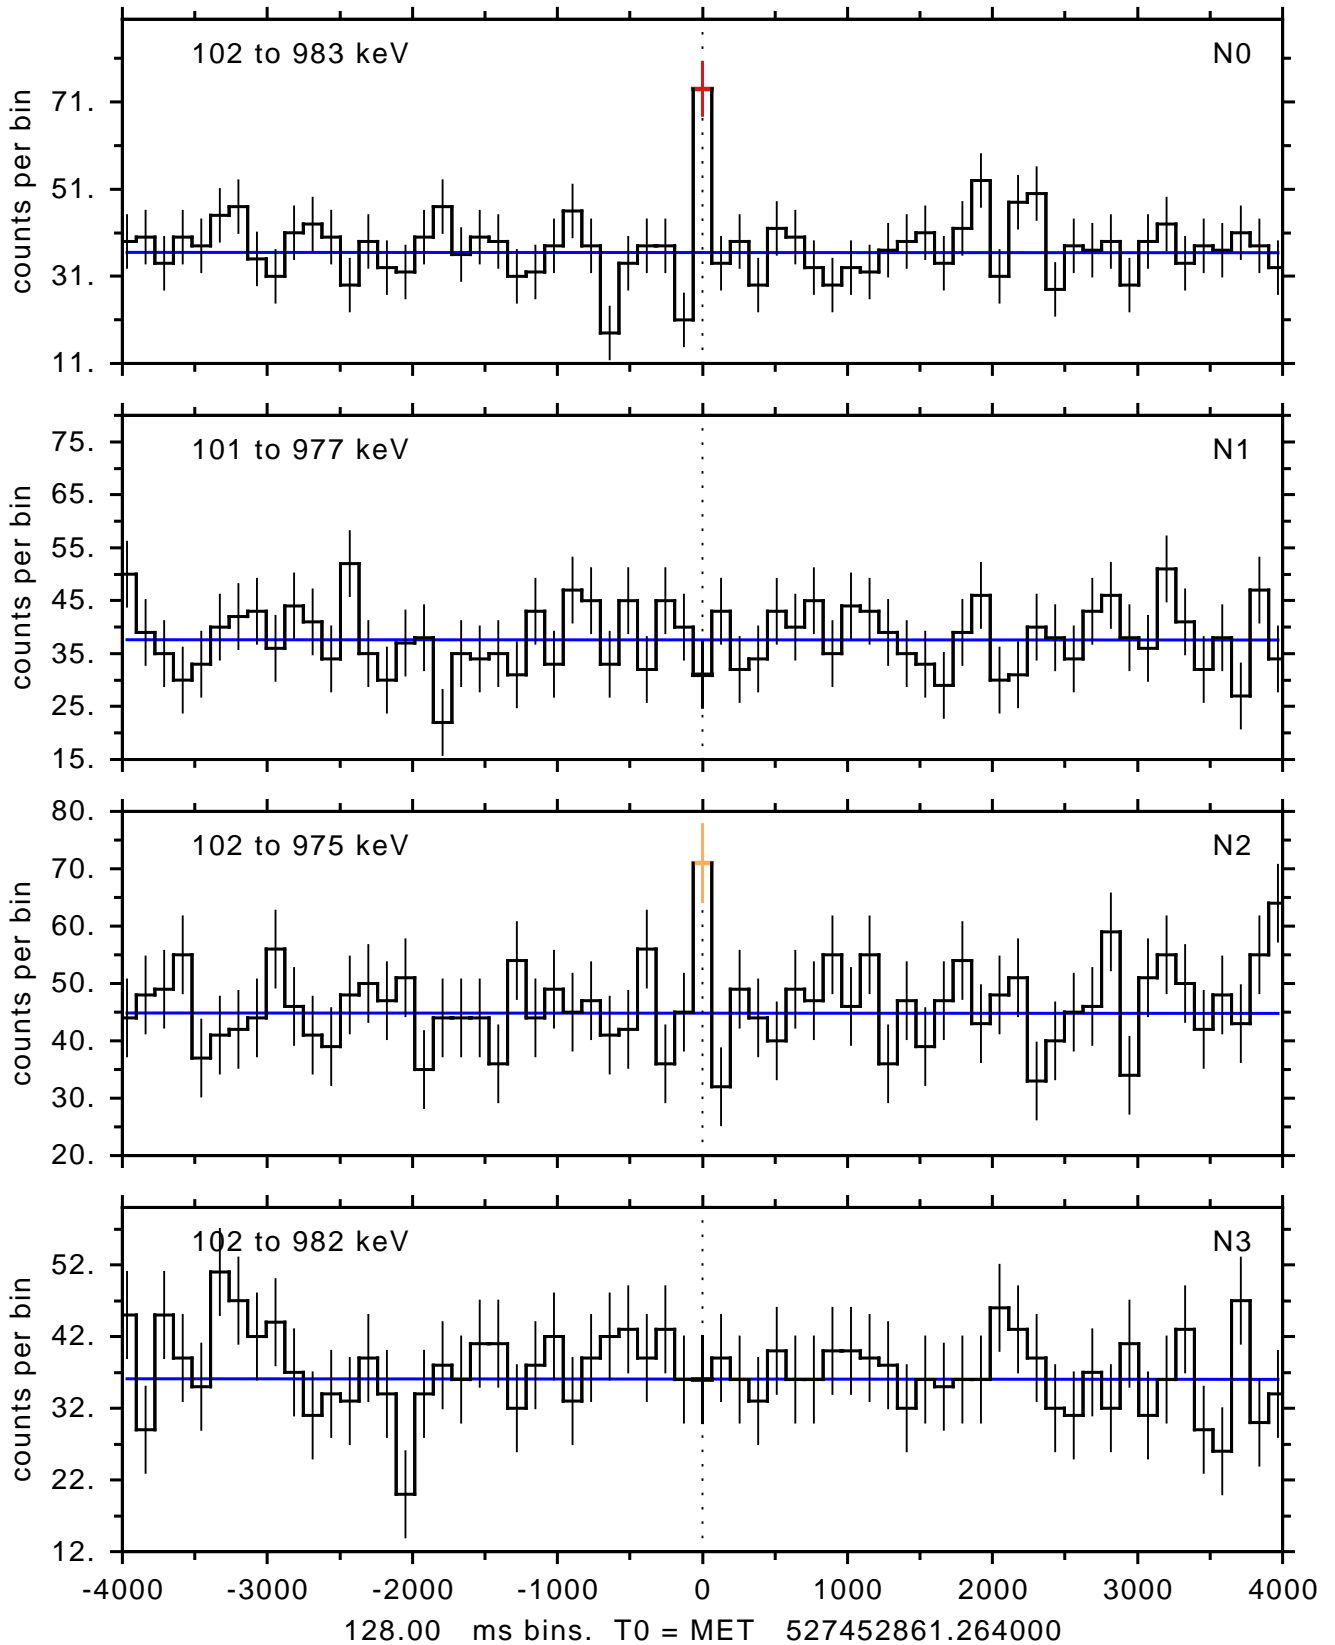 102 to 983 keV N0
counts per bin
71.
51.
31.
11.
101 to 977 keV N1
counts per bin
75.
65.
55.
45.
35.
25.
15.
102 to 975 keV N2
counts per bin
80.
70.
60.
50.
40.
30.
20.
102 to 982 keV N3
counts per bin
52.
42.
32.
22.
12.
-4000 -3000 -2000 -1000 0 1000 2000 3000 4000
128.00 ms bins. T0 = MET 527452861.264000